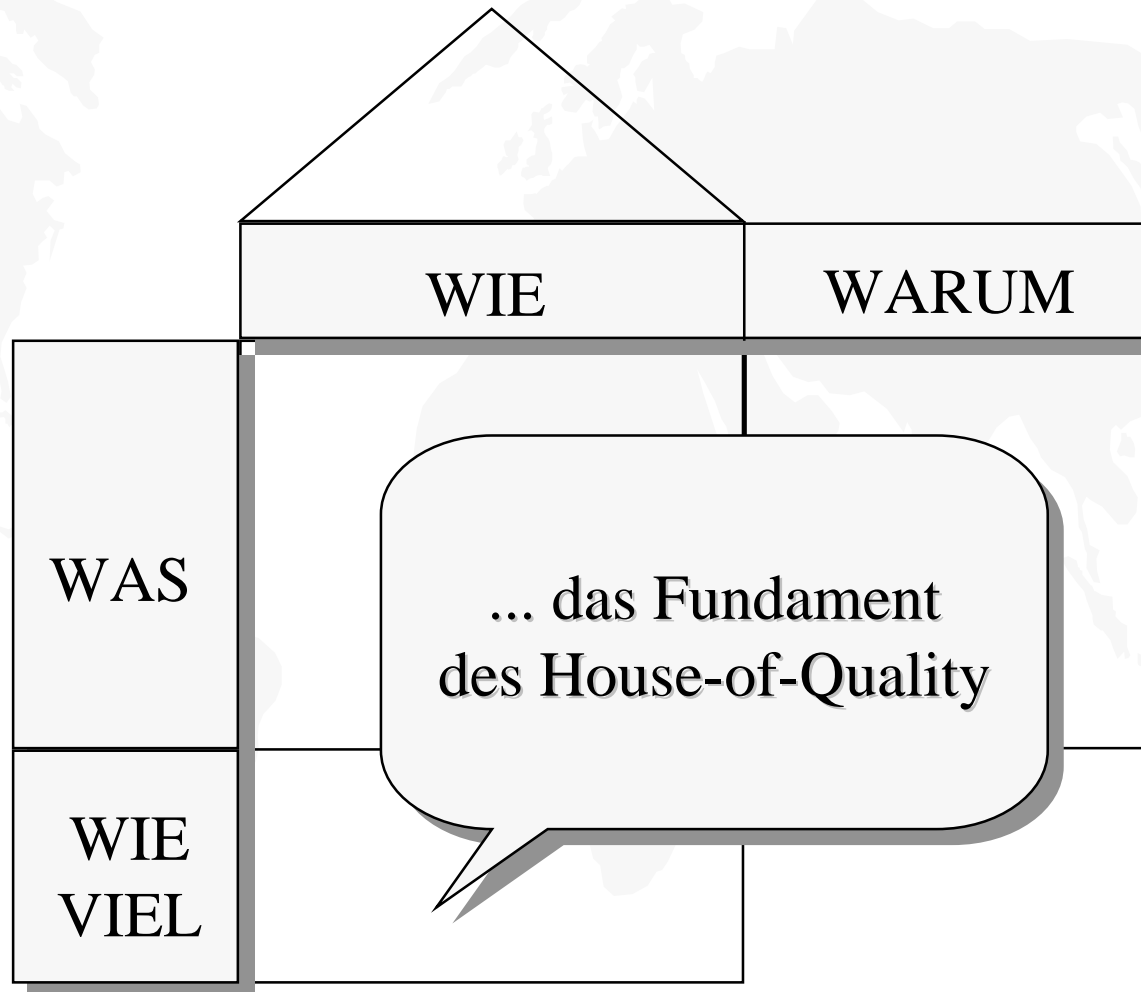 WIE
WARUM
WAS
... das Fundament
des House-of-Quality
WIE
VIEL